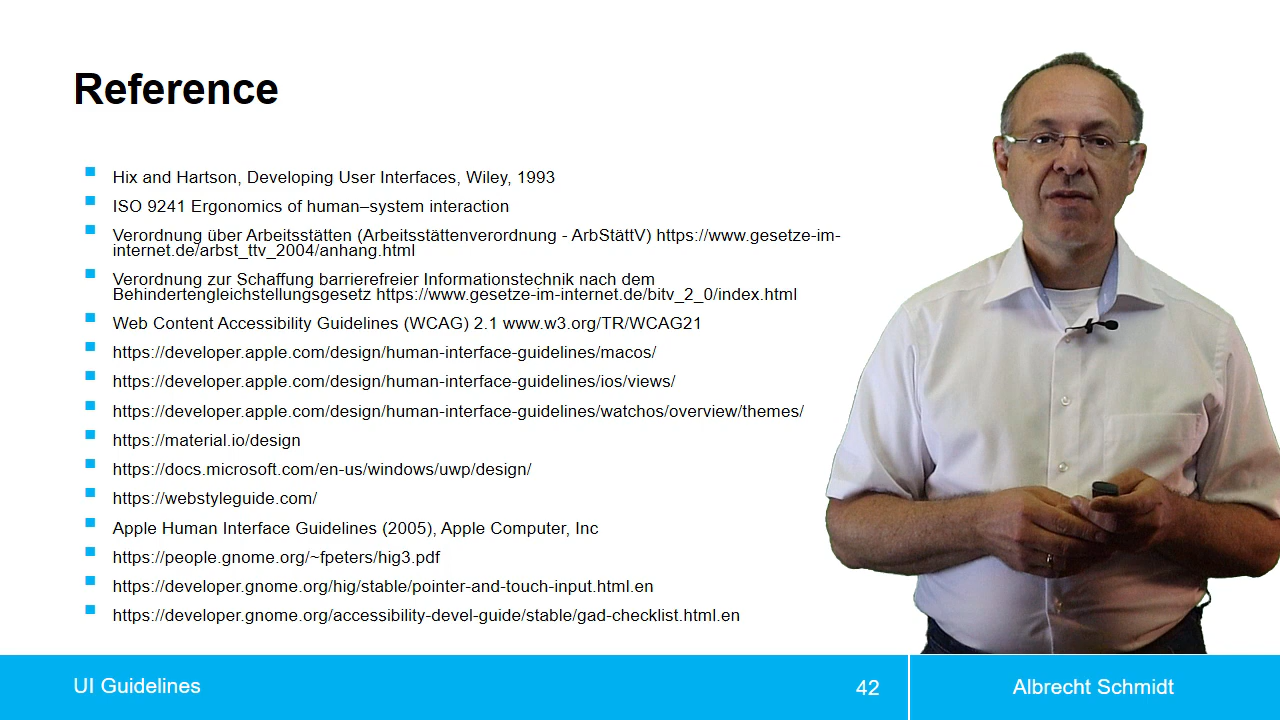 Reference
Hix and Hartson, Developing User Interfaces, Wiley, 1993
ISO 9241 Ergonomics of human–system interaction
Verordnung über Arbeitsstätten (Arbeitsstättenverordnung - ArbStättV) https://www.gesetze-im-
internet.de/arbst_ttv_2004/anhang.html
Verordnung zur Schaffung barrierefreier Informationstechnik nach dem
Behindertengleichstellungsgesetz https://www.gesetze-im-internet.de/bitv_2_0/index.html
Web Content Accessibility Guidelines (WCAG) 2.1 www.w3.org/TR/WCAG21
https://developer.apple.com/design/human-interface-guidelines/macos/
https://developer.apple.com/design/human-interface-guidelines/ios/views/
https://developer.apple.com/design/human-interface-guidelines/watchos/overview/themes/
https://material.io/design
https://docs.microsoft.com/en-us/windows/uwp/design/
https://webstyleguide.com/
Apple Human Interface Guidelines (2005), Apple Computer, Inc
https://people.gnome.org/~fpeters/hig3.pdf
https://developer.gnome.org/hig/stable/pointer-and-touch-input.html.en
https://developer.gnome.org/accessibility-devel-guide/stable/gad-checklist.html.en
UI Guidelines
42
Albrecht Schmidt